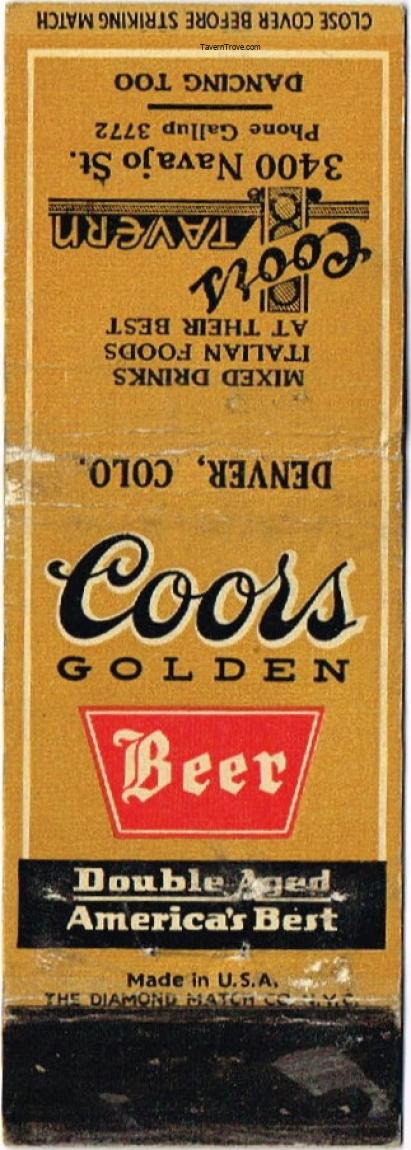 CLOSE COVER BEFORE STRIKING MATCH
TavernTrove.com
MIXED DRINKS
ITALIAN FOODS
AT THEIR BEST
Coors
TAVERN
3400 Navajo St.
Phone Gallup 3772
DANCING TOO
DENVER, COLO.
Coors
GOLDEN
Beer
Double Aged
America's Best
Made in U.S.A.
THE DIAMOND MATCH CO. N.Y.C.